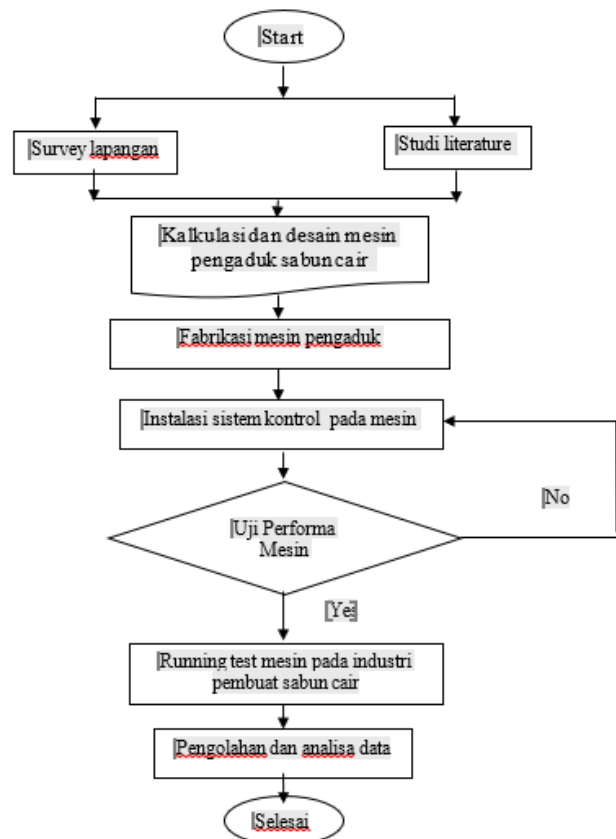 Start
Survey lapangan
Studi literature
Kalkulasi dan desain mesin
pengaduk sabun cair
Fabrikasi mesin pengaduk
Instalasi sistem kontrol pada mesin
No
Uji Performa
Mesin
Yes
Running test mesin pada industri
pembuat sabun cair
Pengolahan dan analisa data
Selesai